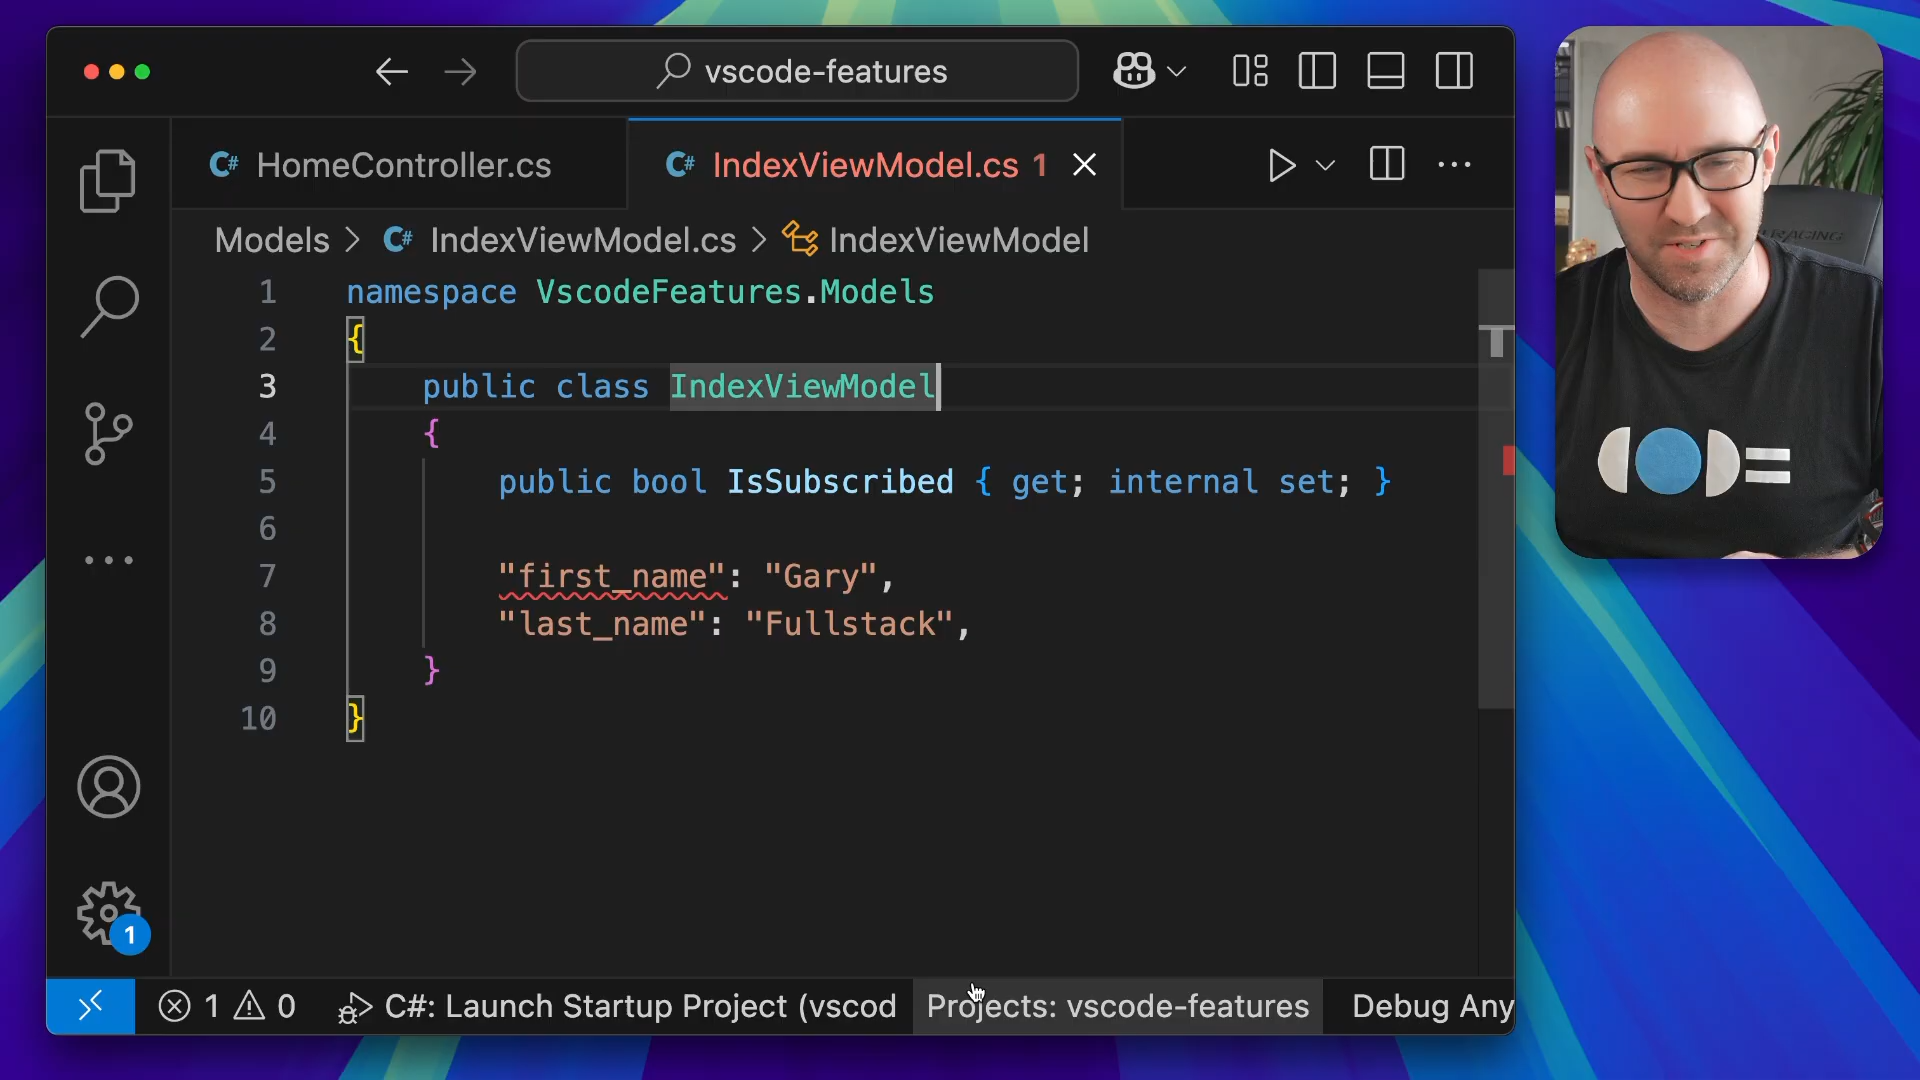 vscode-features
C# HomeController.cs
C# IndexViewModel.cs 1
Models > C# IndexViewModel.cs > IndexViewModel
1 namespace VscodeFeatures.Models
2 {
3 public class IndexViewModel
4 {
5 public bool IsSubscribed { get; internal set; }
6
7 "first_name": "Gary",
8 "last_name": "Fullstack",
9 }
10 }
1
1 0 C#: Launch Startup Project (vscod Projects: vscode-features Debug Any
RACING